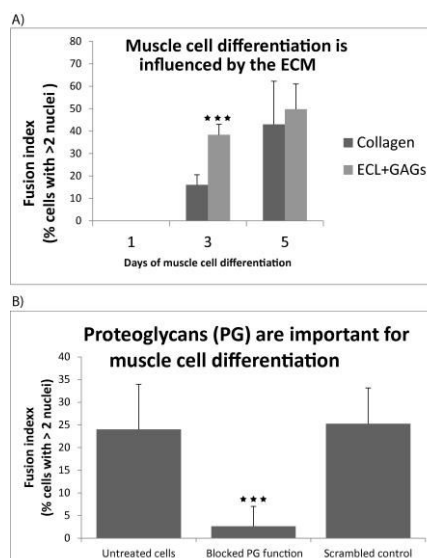 A)
Muscle cell differentiation is
influenced by the ECM
Fusion index
(% cells with >2 nuclei )
80
70
60
50
40
30
20
10
0
★★★
Collagen
ECL+GAGs
1 3 5
Days of muscle cell differentiation
B)
Proteoglycans (PG) are important for
muscle cell differentiation
Fusion indexx
(% cells with > 2 nuclei)
40
35
30
25
20
15
10
5
0
★★★
Untreated cells Blocked PG function Scrambled control